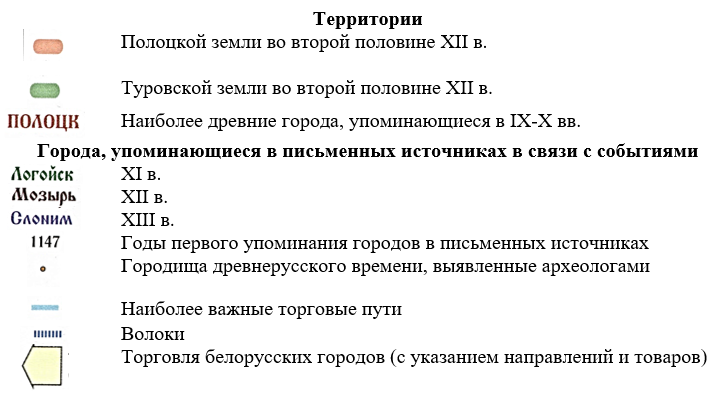 Территории
Полоцкой земли во второй половине XII в.
Туровской земли во второй половине XII в.
ПОЛОЦК Наиболее древние города, упоминающиеся в IX-X вв.
Города, упоминающиеся в письменных источниках в связи с событиями
Логойск XI в.
Мозырь XII в.
Слоним XIII в.
1147 Годы первого упоминания городов в письменных источниках
Городища древнерусского времени, выявленные археологами
Наиболее важные торговые пути
Волоки
Торговля белорусских городов (с указанием направлений и товаров)